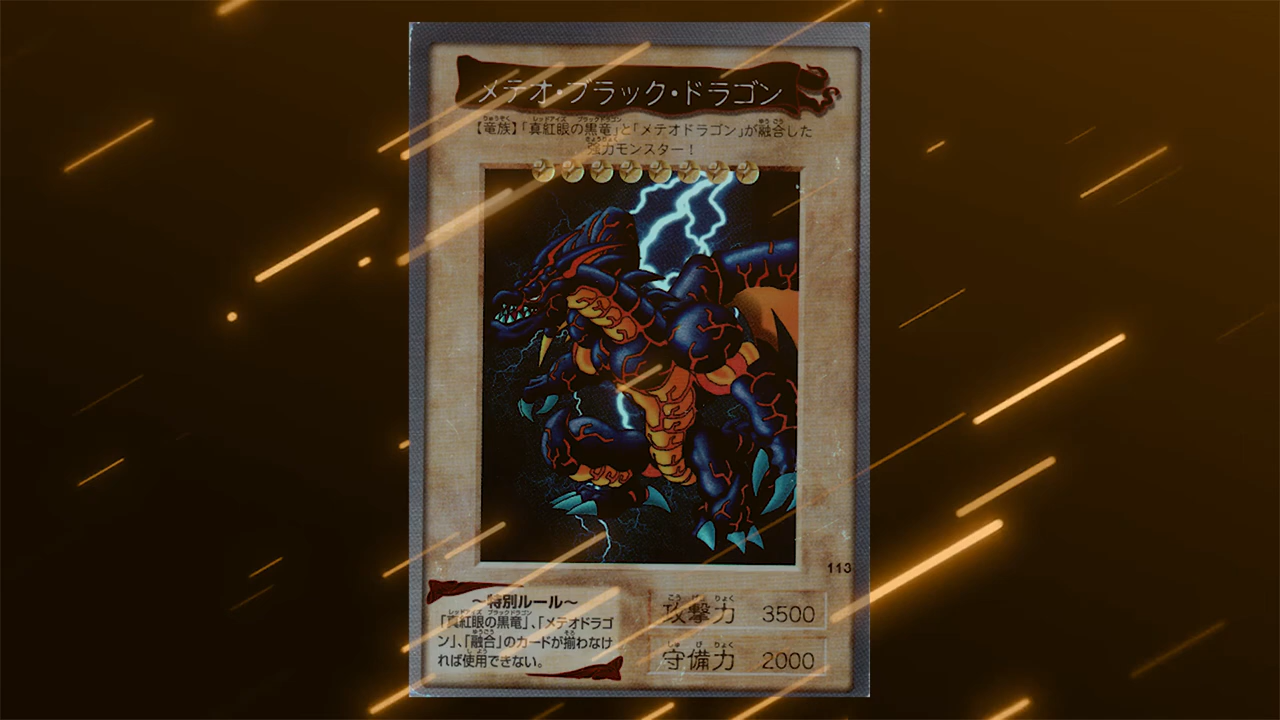 メテオ・ブラック・ドラゴン
【竜族】「真紅眼の黒竜」と「メテオドラゴン」が融合した
強力モンスター！
113
〜特別ルール〜
「真紅眼の黒竜」、「メテオドラゴ
ン」、「融合」のカードが揃わなけ
れば使用できない。
攻撃力 3500
守備力 2000